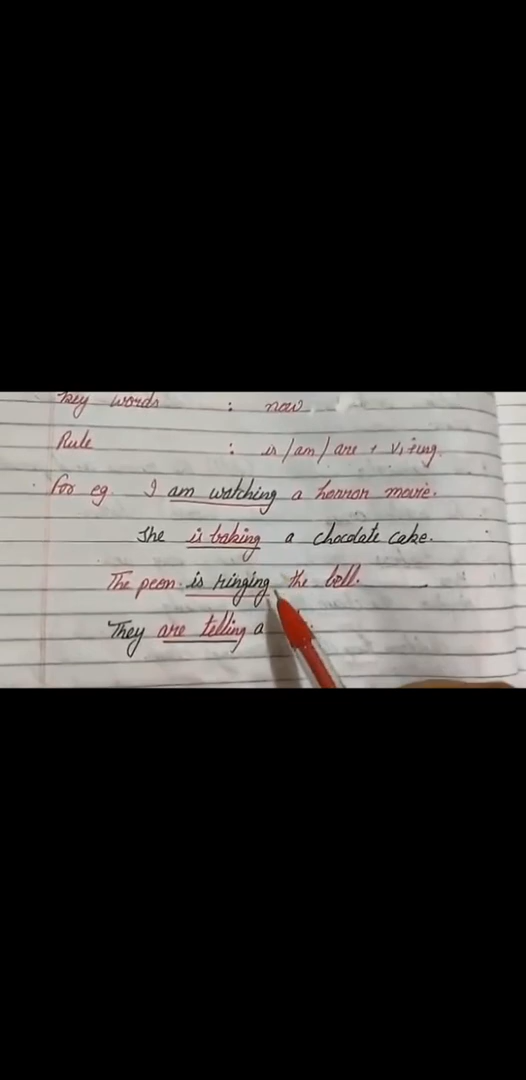 Key words : now
Rule : is/am/are + V₁+ing.
For eg. I am watching a horror movie.
She is baking a chocolate cake.
The peon is ringing the bell.
They are telling a